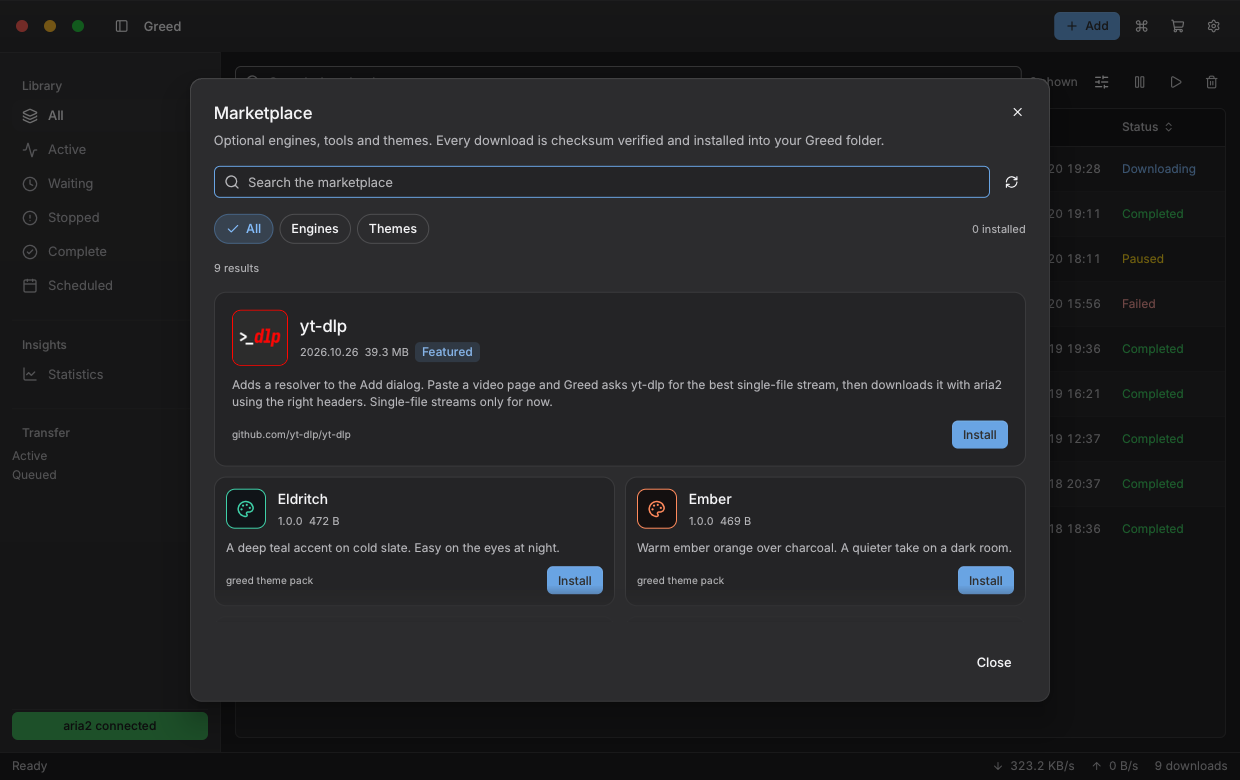 Greed
Add
Library
All
Active
Waiting
Stopped
Complete
Scheduled
Insights
Statistics
Transfer
Active
Queued
aria2 connected
Ready
shown
Status
20 19:28 Downloading
20 19:11 Completed
20 18:11 Paused
20 15:56 Failed
19 19:36 Completed
19 16:21 Completed
19 12:37 Completed
18 20:37 Completed
18 18:36 Completed
Marketplace
Optional engines, tools and themes. Every download is checksum verified and installed into your Greed folder.
Search the marketplace
All Engines Themes 0 installed
9 results
>_dlp
yt-dlp
2026.10.26 39.3 MB Featured
Adds a resolver to the Add dialog. Paste a video page and Greed asks yt-dlp for the best single-file stream, then downloads it with aria2
using the right headers. Single-file streams only for now.
github.com/yt-dlp/yt-dlp Install
Eldritch
1.0.0 472 B
A deep teal accent on cold slate. Easy on the eyes at night.
greed theme pack Install
Ember
1.0.0 469 B
Warm ember orange over charcoal. A quieter take on a dark room.
greed theme pack Install
Close
323.2 KB/s 0 B/s 9 downloads